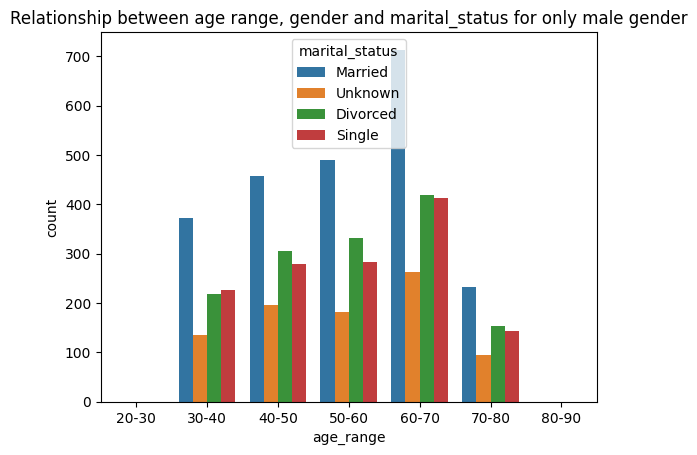 Relationship between age range, gender and marital_status for only male gender
marital_status
Married
Unknown
Divorced
Single
700
600
500
400
300
200
100
0
count
20-30 30-40 40-50 50-60 60-70 70-80 80-90
age_range